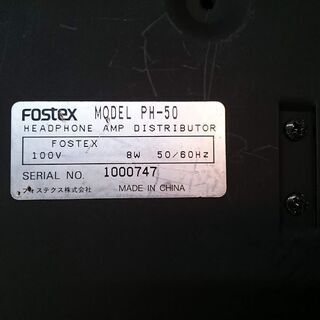 FOSTEX MODEL PH-50
HEADPHONE AMP DISTRIBUTOR
FOSTEX
100V 8W 50/60Hz
SERIAL NO. 1000747
フォステクス株式会社 MADE IN CHINA